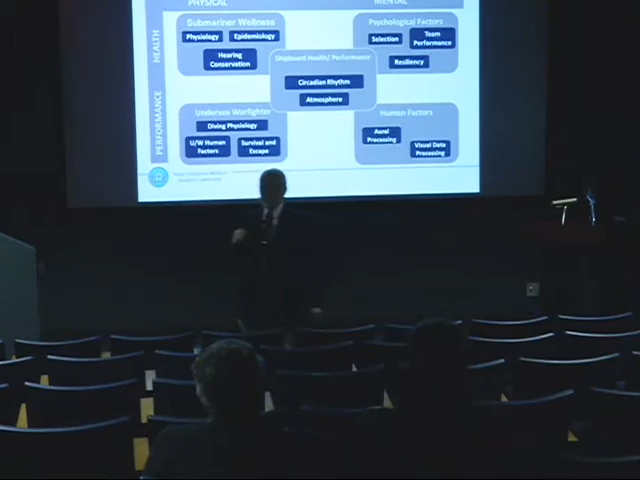 PHYSICAL
MENTAL
HEALTH
PERFORMANCE
Submariner Wellness
Physiology
Epidemiology
Hearing
Conservation
Psychological Factors
Selection
Team
Performance
Resiliency
Shipboard Health/ Performance
Circadian Rhythm
Atmosphere
Undersea Warfighter
Diving Physiology
U/W Human
Factors
Survival and
Escape
Human Factors
Aural
Processing
Visual Data
Processing